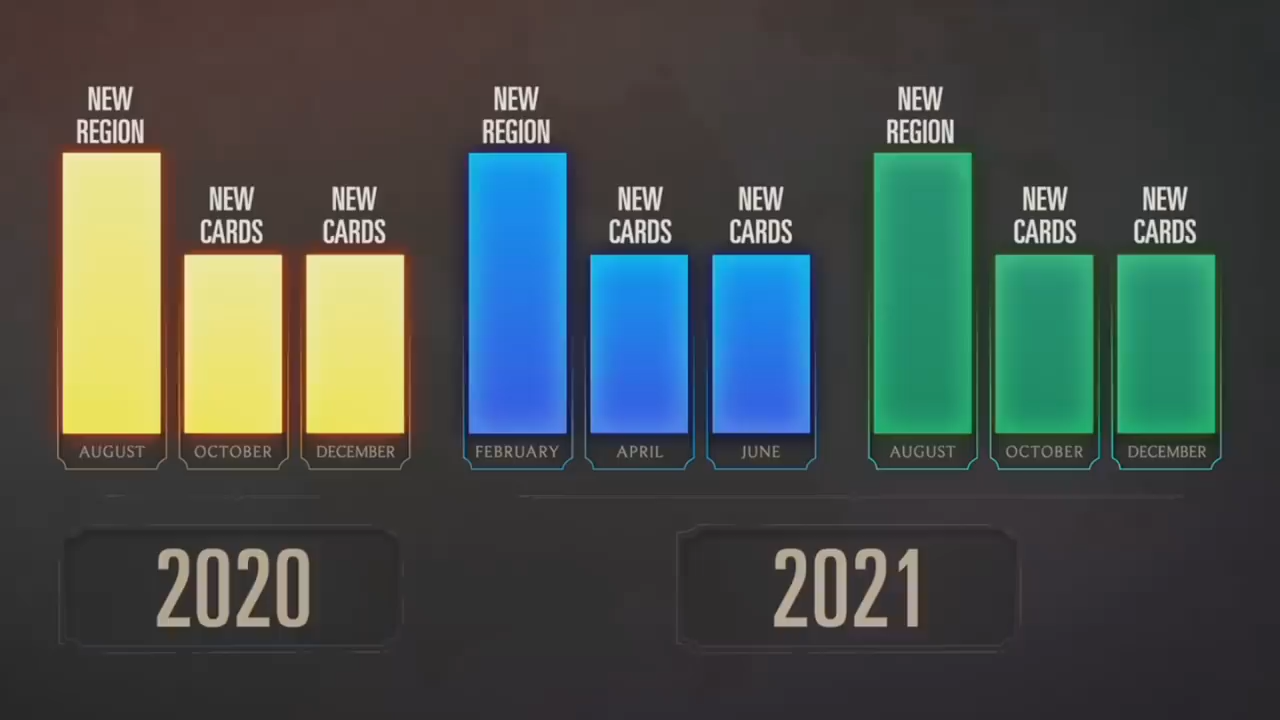 NEW
REGION
NEW
CARDS
NEW
CARDS
AUGUST
OCTOBER
DECEMBER
NEW
REGION
NEW
CARDS
NEW
CARDS
FEBRUARY
APRIL
JUNE
NEW
REGION
NEW
CARDS
NEW
CARDS
AUGUST
OCTOBER
DECEMBER
2020
2021